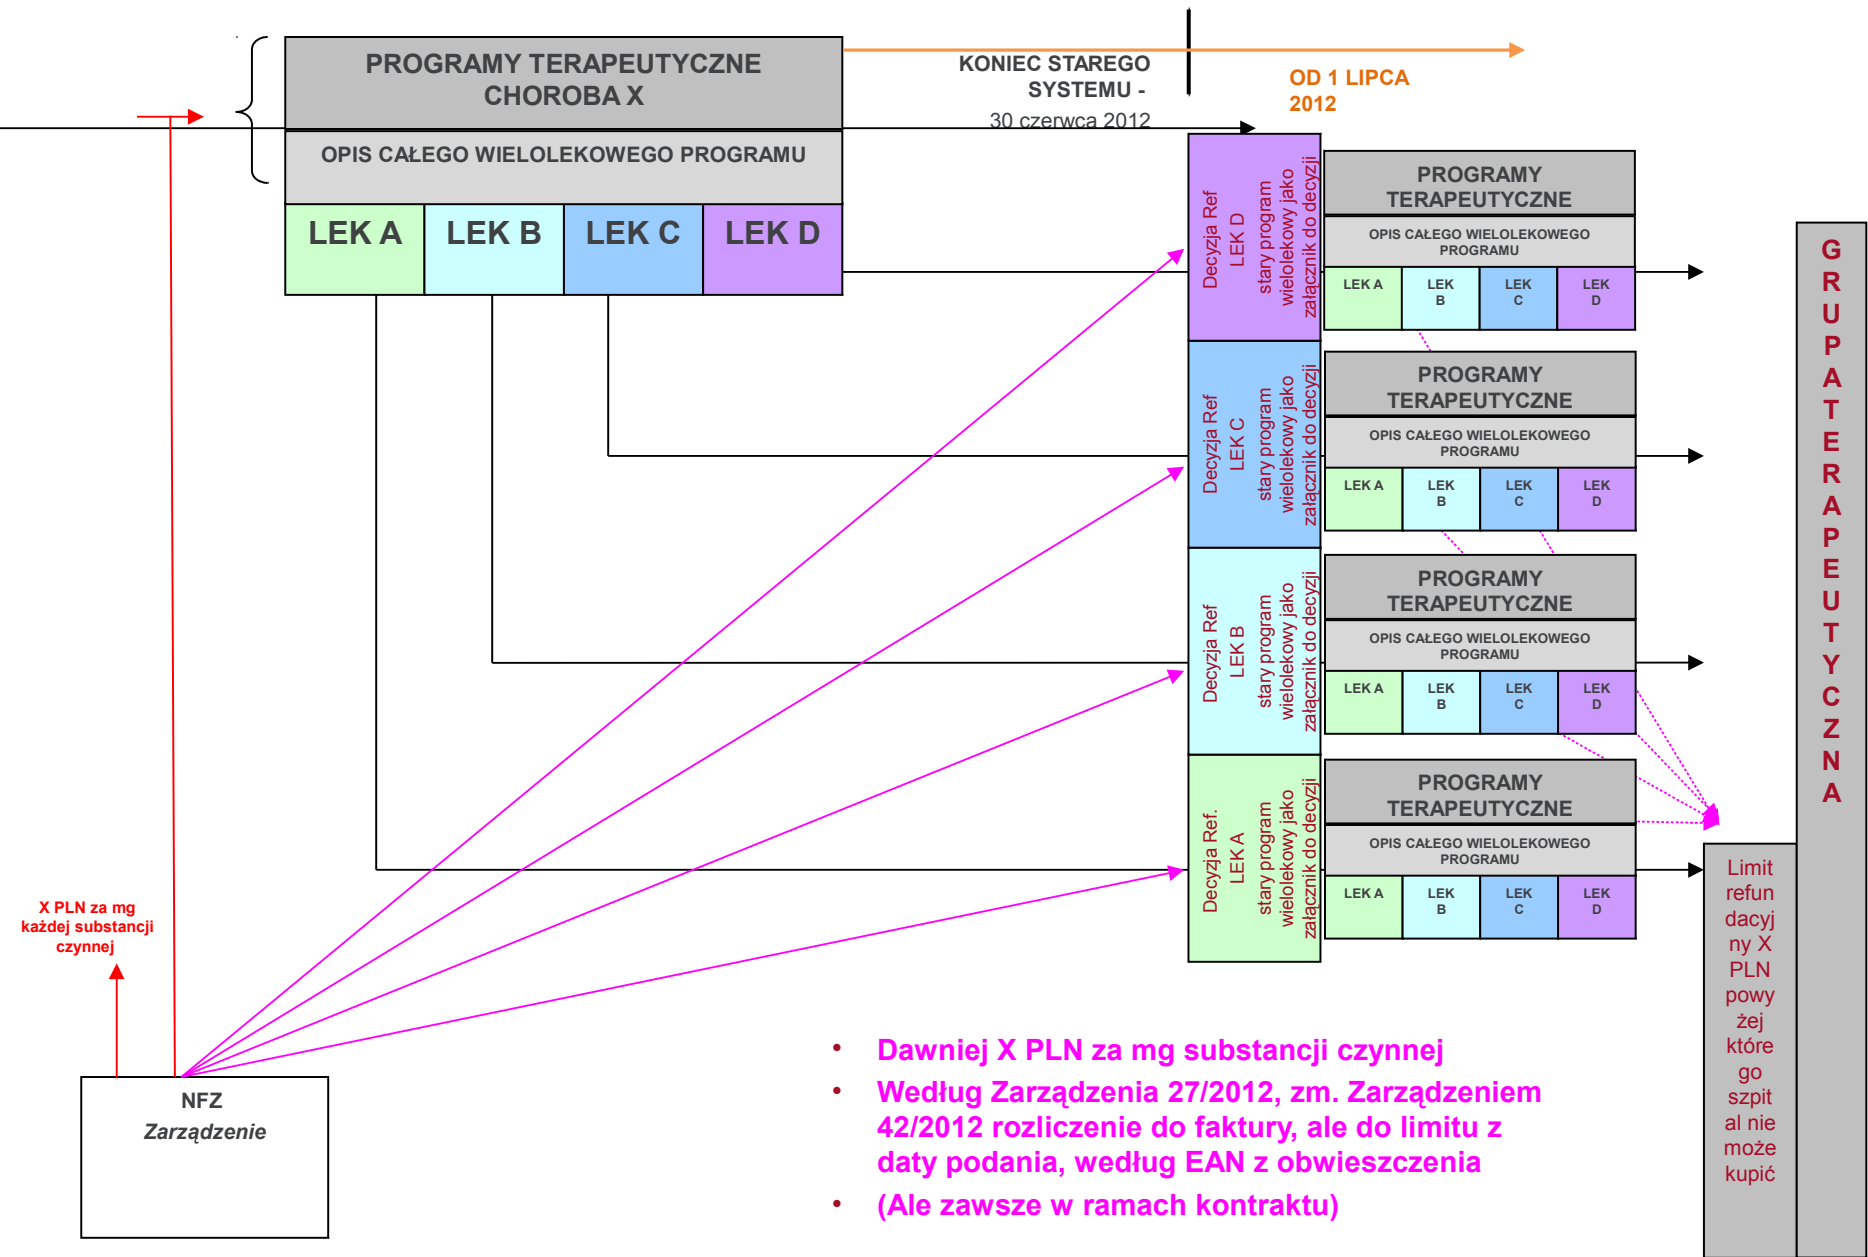 PROGRAMY TERAPEUTYCZNE
CHOROBA X
OPIS CAŁEGO WIELOLEKOWEGO PROGRAMU
LEK A
LEK B
LEK C
LEK D
KONIEC STAREGO
SYSTEMU -
30 czerwca 2012
OD 1 LIPCA
2012
Decyzja Ref
LEK D
stary program
wielolekowy jako
załącznik do decyzji
PROGRAMY
TERAPEUTYCZNE
OPIS CAŁEGO WIELOLEKOWEGO
PROGRAMU
LEK A
LEK
B
LEK
C
LEK
D
Decyzja Ref
LEK C
stary program
wielolekowy jako
załącznik do decyzji
PROGRAMY
TERAPEUTYCZNE
OPIS CAŁEGO WIELOLEKOWEGO
PROGRAMU
LEK A
LEK
B
LEK
C
LEK
D
Decyzja Ref
LEK B
stary program
wielolekowy jako
załącznik do decyzji
PROGRAMY
TERAPEUTYCZNE
OPIS CAŁEGO WIELOLEKOWEGO
PROGRAMU
LEK A
LEK
B
LEK
C
LEK
D
Decyzja Ref.
LEK A
stary program
wielolekowy jako
załącznik do decyzji
PROGRAMY
TERAPEUTYCZNE
OPIS CAŁEGO WIELOLEKOWEGO
PROGRAMU
LEK A
LEK
B
LEK
C
LEK
D
G
R
U
P
A
T
E
R
A
P
E
U
T
Y
C
Z
N
A
Limit
refun
dacyj
ny X
PLN
powy
żej
które
go
szpit
al nie
może
kupić
X PLN za mg
każdej substancji
czynnej
NFZ
Zarządzenie
• Dawniej X PLN za mg substancji czynnej
• Według Zarządzenia 27/2012, zm. Zarządzeniem
42/2012 rozliczenie do faktury, ale do limitu z
daty podania, według EAN z obwieszczenia
• (Ale zawsze w ramach kontraktu)